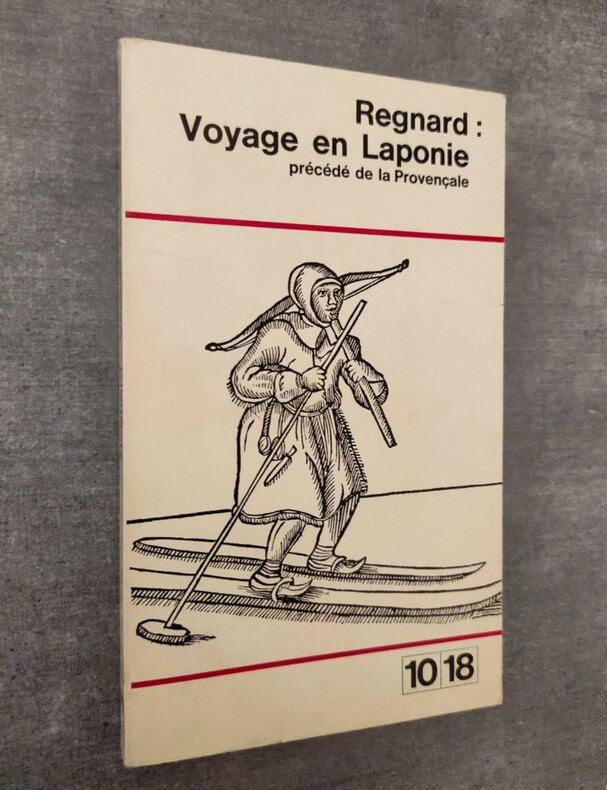 Regnard :
Voyage en Laponie
précédé de la Provençale
10 18